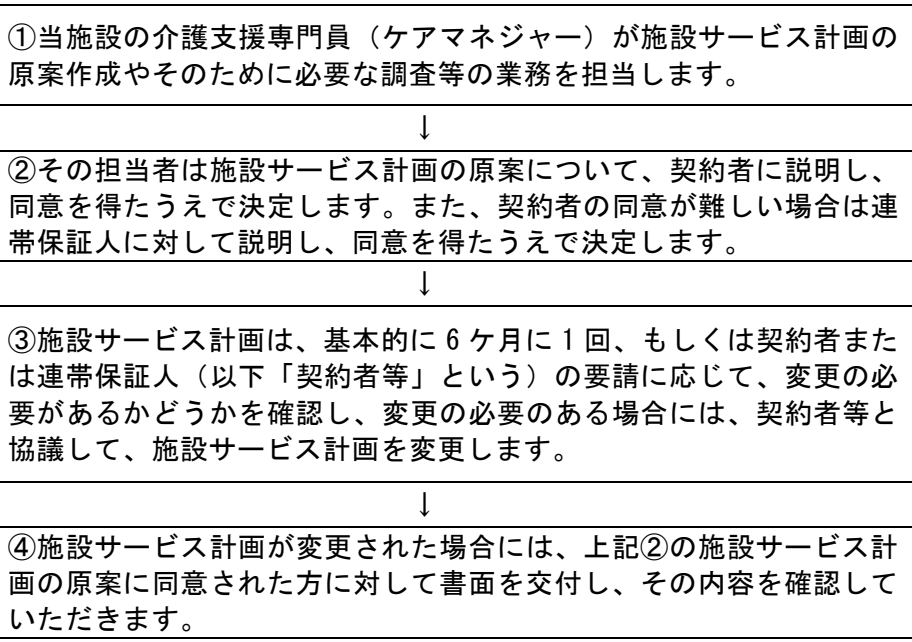 ①当施設の介護支援専門員（ケアマネジャー）が施設サービス計画の
原案作成やそのために必要な調査等の業務を担当します。
↓
②その担当者は施設サービス計画の原案について、契約者に説明し、
同意を得たうえで決定します。また、契約者の同意が難しい場合は連
帯保証人に対して説明し、同意を得たうえで決定します。
↓
③施設サービス計画は、基本的に 6 ケ月に 1 回、もしくは契約者また
は連帯保証人（以下「契約者等」という）の要請に応じて、変更の必
要があるかどうかを確認し、変更の必要のある場合には、契約者等と
協議して、施設サービス計画を変更します。
↓
④施設サービス計画が変更された場合には、上記②の施設サービス計
画の原案に同意された方に対して書面を交付し、その内容を確認して
いただきます。